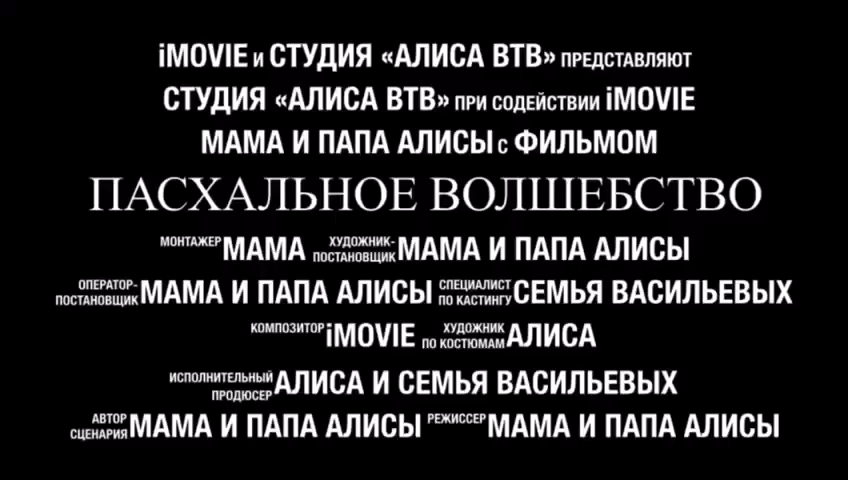 iMOVIE и СТУДИЯ «АЛИСА ВТВ» ПРЕДСТАВЛЯЮТ
СТУДИЯ «АЛИСА ВТВ» ПРИ СОДЕЙСТВИИ iMOVIE
МАМА И ПАПА АЛИСЫ с ФИЛЬМОМ
ПАСХАЛЬНОЕ ВОЛШЕБСТВО
МОНТАЖЕР МАМА ХУДОЖНИК-ПОСТАНОВЩИК МАМА И ПАПА АЛИСЫ
ОПЕРАТОР-ПОСТАНОВЩИК МАМА И ПАПА АЛИСЫ СПЕЦИАЛИСТ ПО КАСТИНГУ СЕМЬЯ ВАСИЛЬЕВЫХ
КОМПОЗИТОР iMOVIE ХУДОЖНИК ПО КОСТЮМАМ АЛИСА
ИСПОЛНИТЕЛЬНЫЙ ПРОДЮСЕР АЛИСА И СЕМЬЯ ВАСИЛЬЕВЫХ
АВТОР СЦЕНАРИЯ МАМА И ПАПА АЛИСЫ РЕЖИССЕР МАМА И ПАПА АЛИСЫ